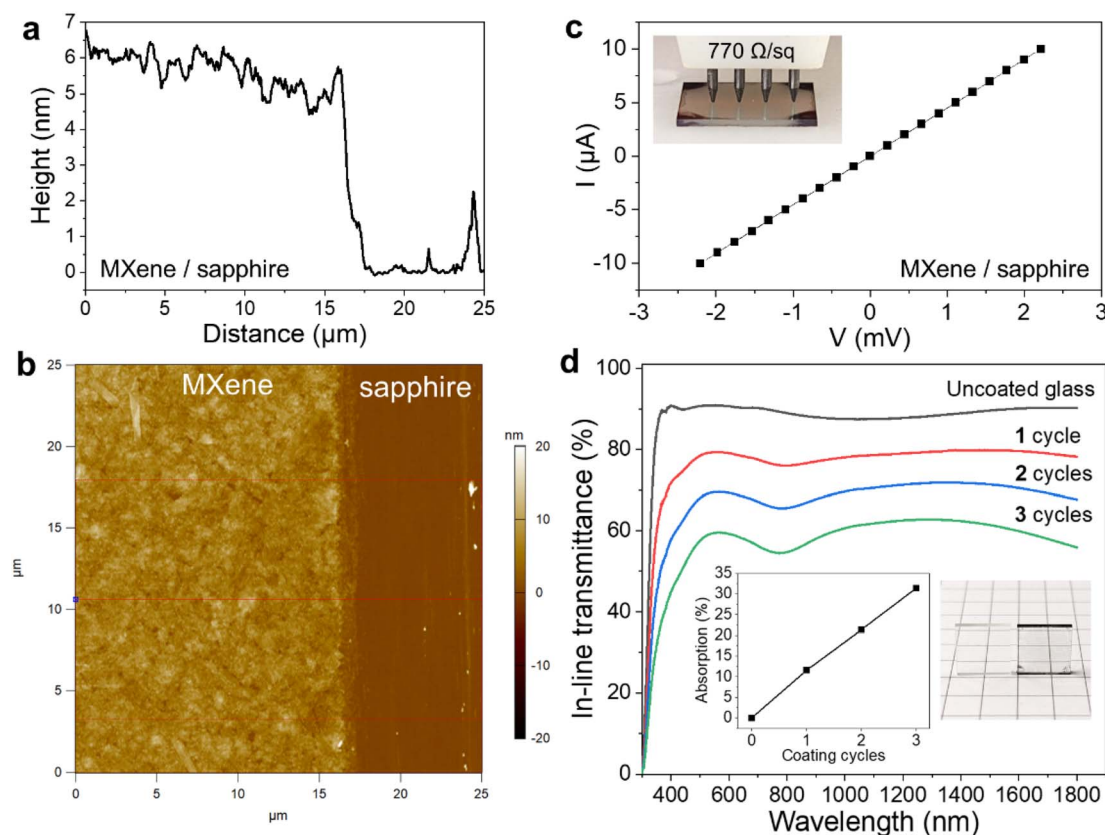 a
7
6
5
4
3
2
1
0
Height (nm)
MXene / sapphire
0 5 10 15 20 25
Distance (µm)
b
25
20
15
10
5
0
µm
MXene sapphire
0 5 10 15 20 25
µm
nm
20
10
0
-10
-20
c
10
5
0
-5
-10
I (µA)
770 Ω/sq
MXene / sapphire
-3 -2 -1 0 1 2 3
V (mV)
d
100
80
60
40
20
0
In-line transmittance (%)
Uncoated glass
1 cycle
2 cycles
3 cycles
35
30
25
20
15
10
5
0
Absorption (%)
0 1 2 3
Coating cycles
400 600 800 1000 1200 1400 1600 1800
Wavelength (nm)